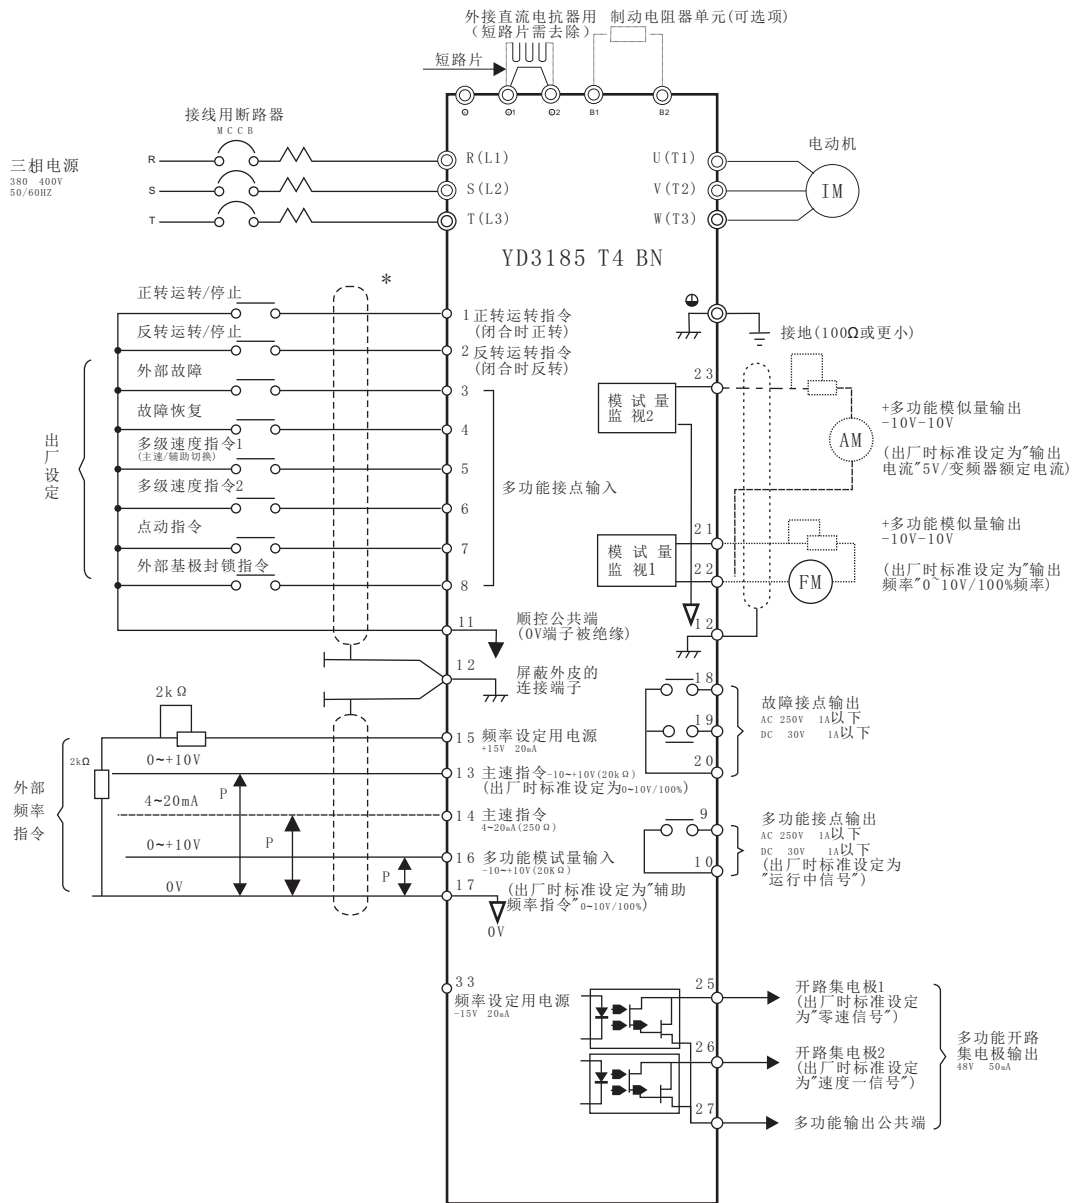 外接直流电抗器用 制动电阻器单元(可选项)
(短路片需去除)
短路片
⊖ ⊕1 ⊕2 B1 B2
接线用断路器
MCCB
三相电源
380 400V
50/60HZ
R
S
T
R(L1)
S(L2)
T(L3)
U(T1)
V(T2)
W(T3)
电动机
IM
YD3185 T4 BN
*
正转运转/停止
反转运转/停止
外部故障
故障恢复
多级速度指令1
(主速/辅助切换)
多级速度指令2
点动指令
外部基极封锁指令
出厂设定
1 正转运转指令
(闭合时正转)
2 反转运转指令
(闭合时反转)
3
4
5
6
7
8
多功能接点输入
11
顺控公共端
(0V端子被绝缘)
12
屏蔽外皮的
连接端子
接地(100Ω或更小)
23
模试量
监视2
AM
+多功能模似量输出
-10V-10V
(出厂时标准设定为"输出
电流"5V/变频器额定电流)
21
模试量
监视1
22
FM
+多功能模似量输出
-10V-10V
(出厂时标准设定为"输出
频率"0~10V/100%频率)
12
18
19
20
故障接点输出
AC 250V 1A以下
DC 30V 1A以下
9
10
多功能接点输出
AC 250V 1A以下
DC 30V 1A以下
(出厂时标准设定为
"运行中信号")
外部
频率
指令
2kΩ
2kΩ
0~+10V
P
4~20mA
P
0~+10V
P
0V
15 频率设定用电源
+15V 20mA
13 主速指令-10~+10V(20kΩ)
(出厂时标准设定为0~10V/100%)
14 主速指令
4~20mA(250Ω)
16 多功能模试量输入
-10~+10V(20KΩ)
17
(出厂时标准设定为"辅助
频率指令"0~10V/100%)
0V
33
频率设定用电源
-15V 20mA
25
开路集电极1
(出厂时标准设定
为"零速信号")
26
开路集电极2
(出厂时标准设定
为"速度一信号")
27
多功能输出公共端
多功能开路
集电极输出
48V 50mA